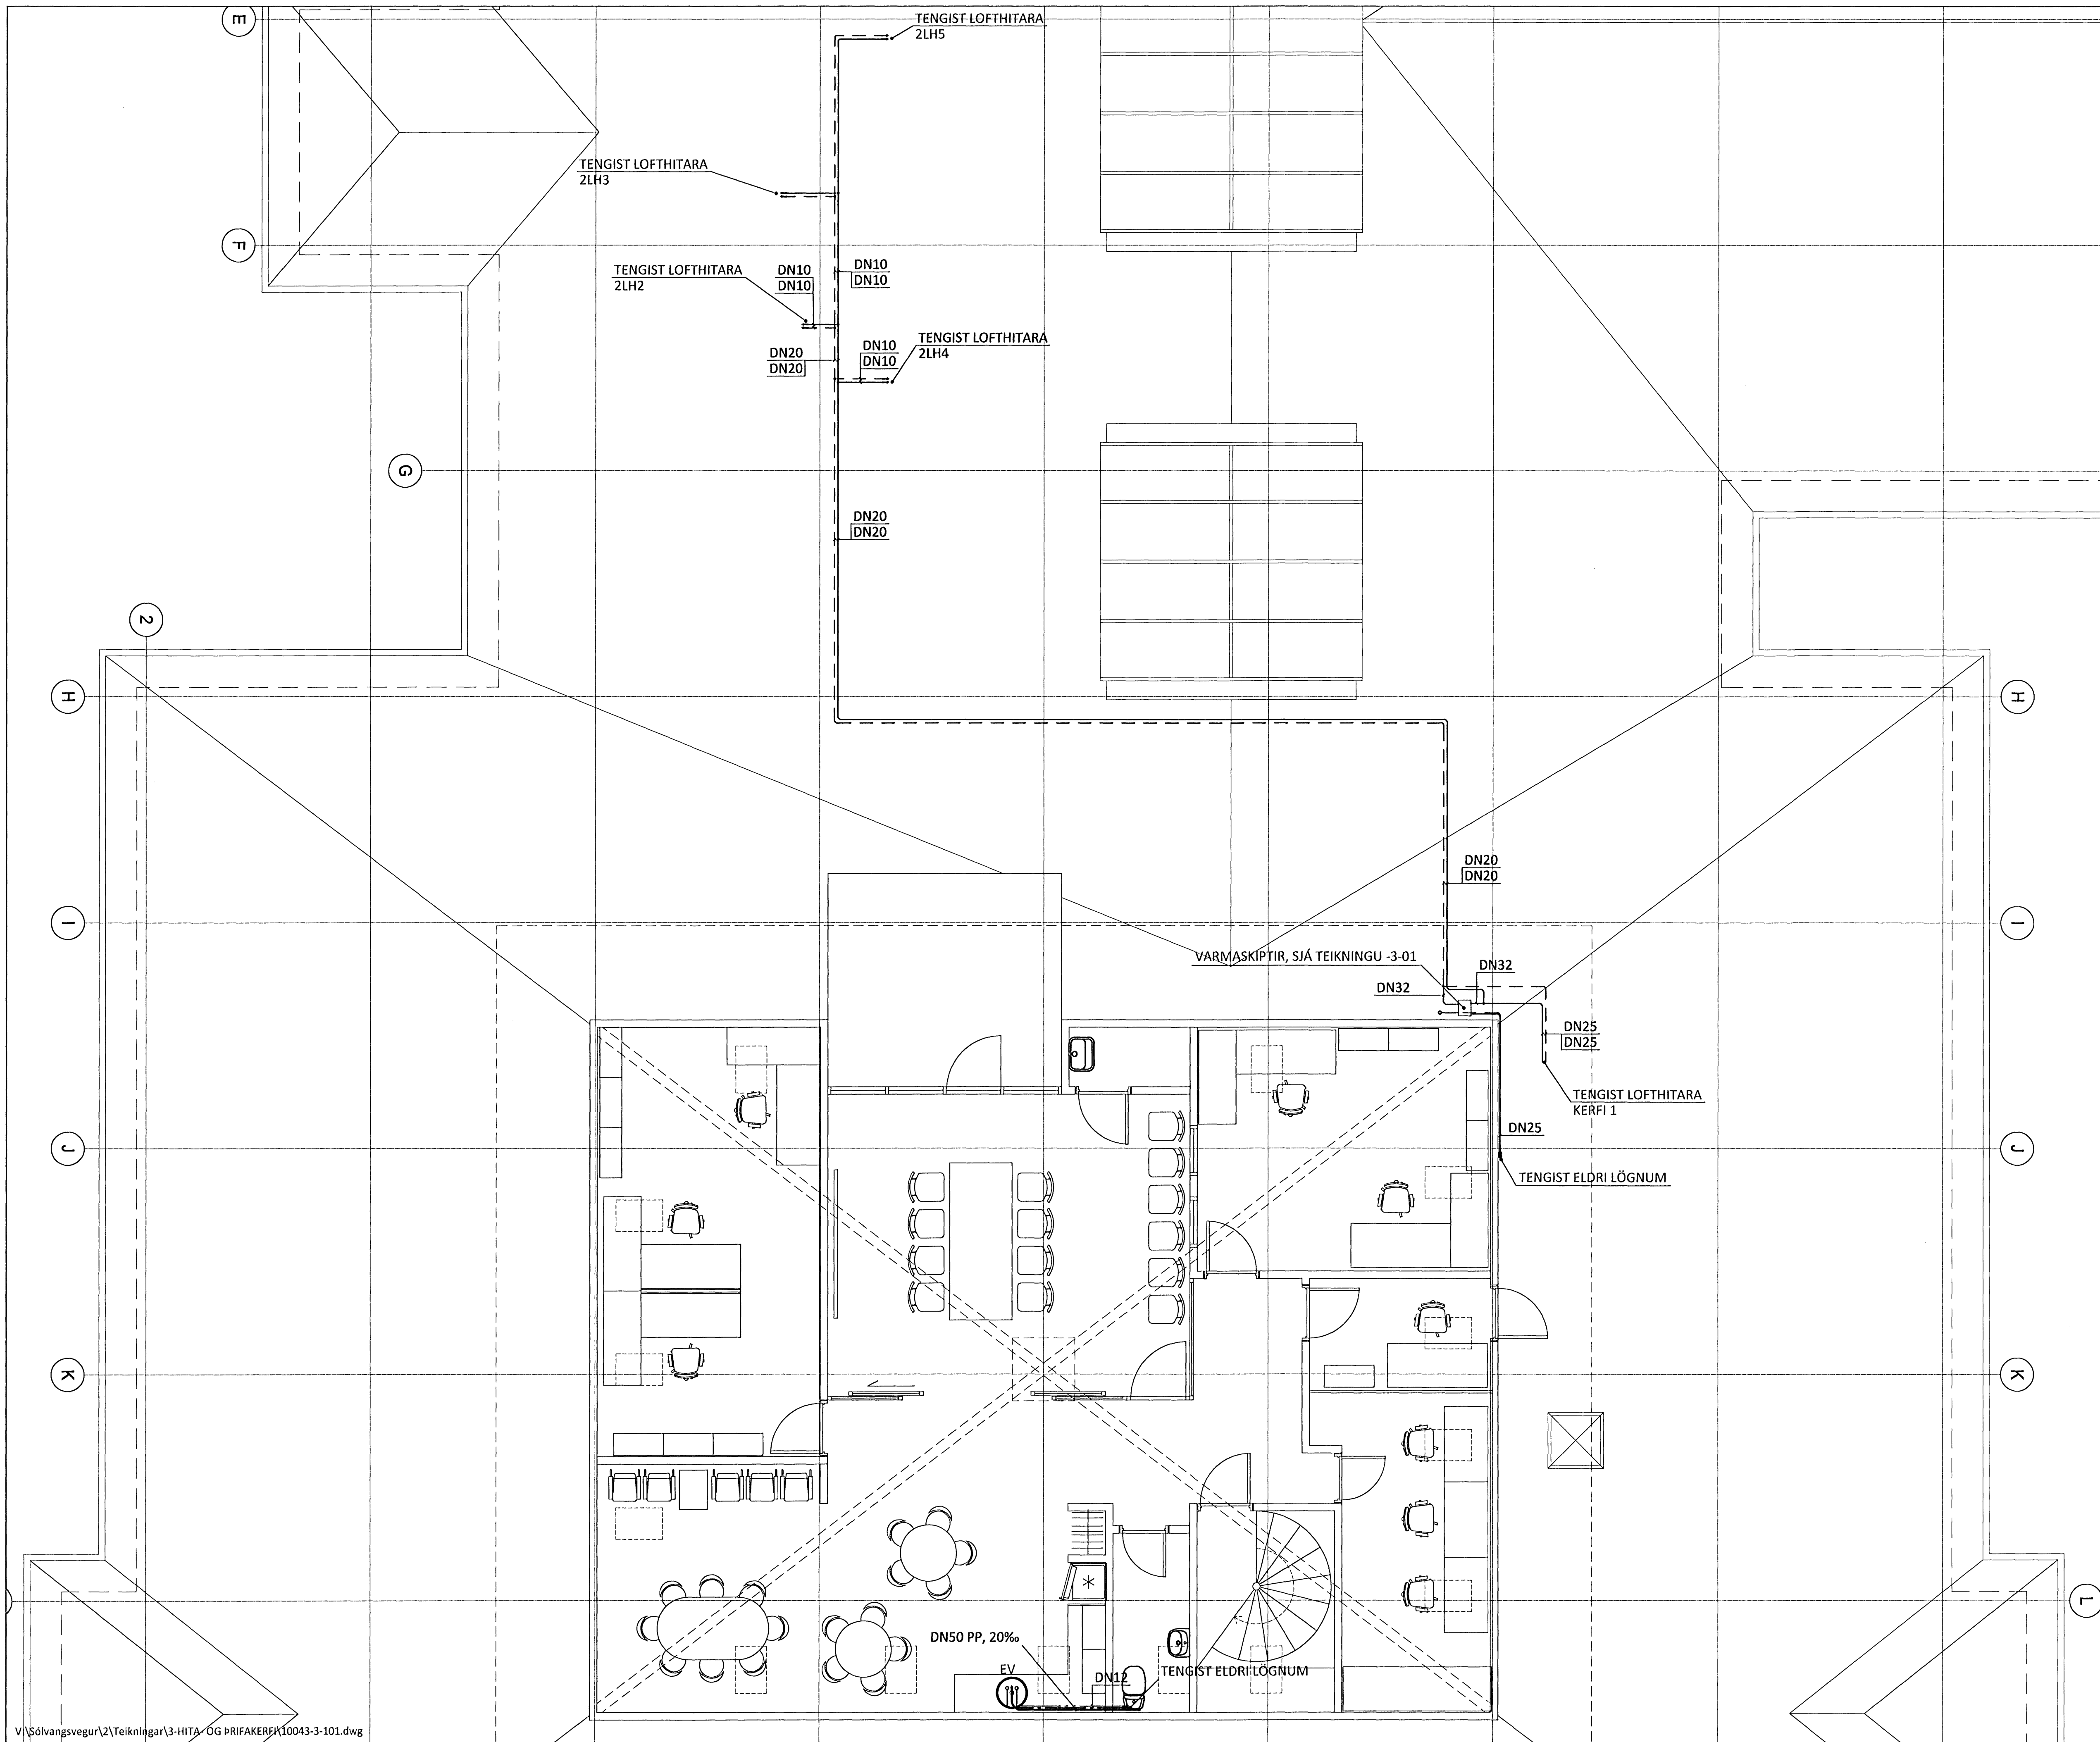 E
TENGIST LOFTHITARA
2LH5
TENGIST LOFTHITARA
2LH3
F
TENGIST LOFTHITARA
2LH2
DN10
DN10
DN10
DN10
DN20
DN20
DN10
DN10
TENGIST LOFTHITARA
2LH4
G
DN20
DN20
2
H
H
DN20
DN20
I
I
VARMASKIPTIR, SJÁ TEIKNINGU -3-01
DN32
DN32
DN25
DN25
TENGIST LOFTHITARA
KERFI 1
DN25
J
J
TENGIST ELDRI LÖGNUM
K
K
L
DN50 PP, 20‰
EV
DN12
TENGIST ELDRI LÖGNUM
V:\Sólvangsvegur\2\Teikningar\3-HITA- OG ÞRIFAKERFI\10043-3-101.dwg